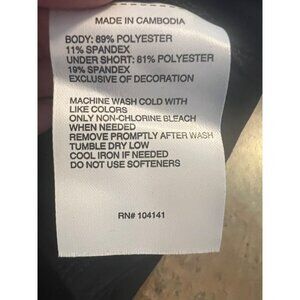 MADE IN CAMBODIA
BODY: 89% POLYESTER
11% SPANDEX
UNDER SHORT: 81% POLYESTER
19% SPANDEX
EXCLUSIVE OF DECORATION
MACHINE WASH COLD WITH
LIKE COLORS
ONLY NON-CHLORINE BLEACH
WHEN NEEDED
REMOVE PROMPTLY AFTER WASH
TUMBLE DRY LOW
COOL IRON IF NEEDED
DO NOT USE SOFTENERS
RN# 104141